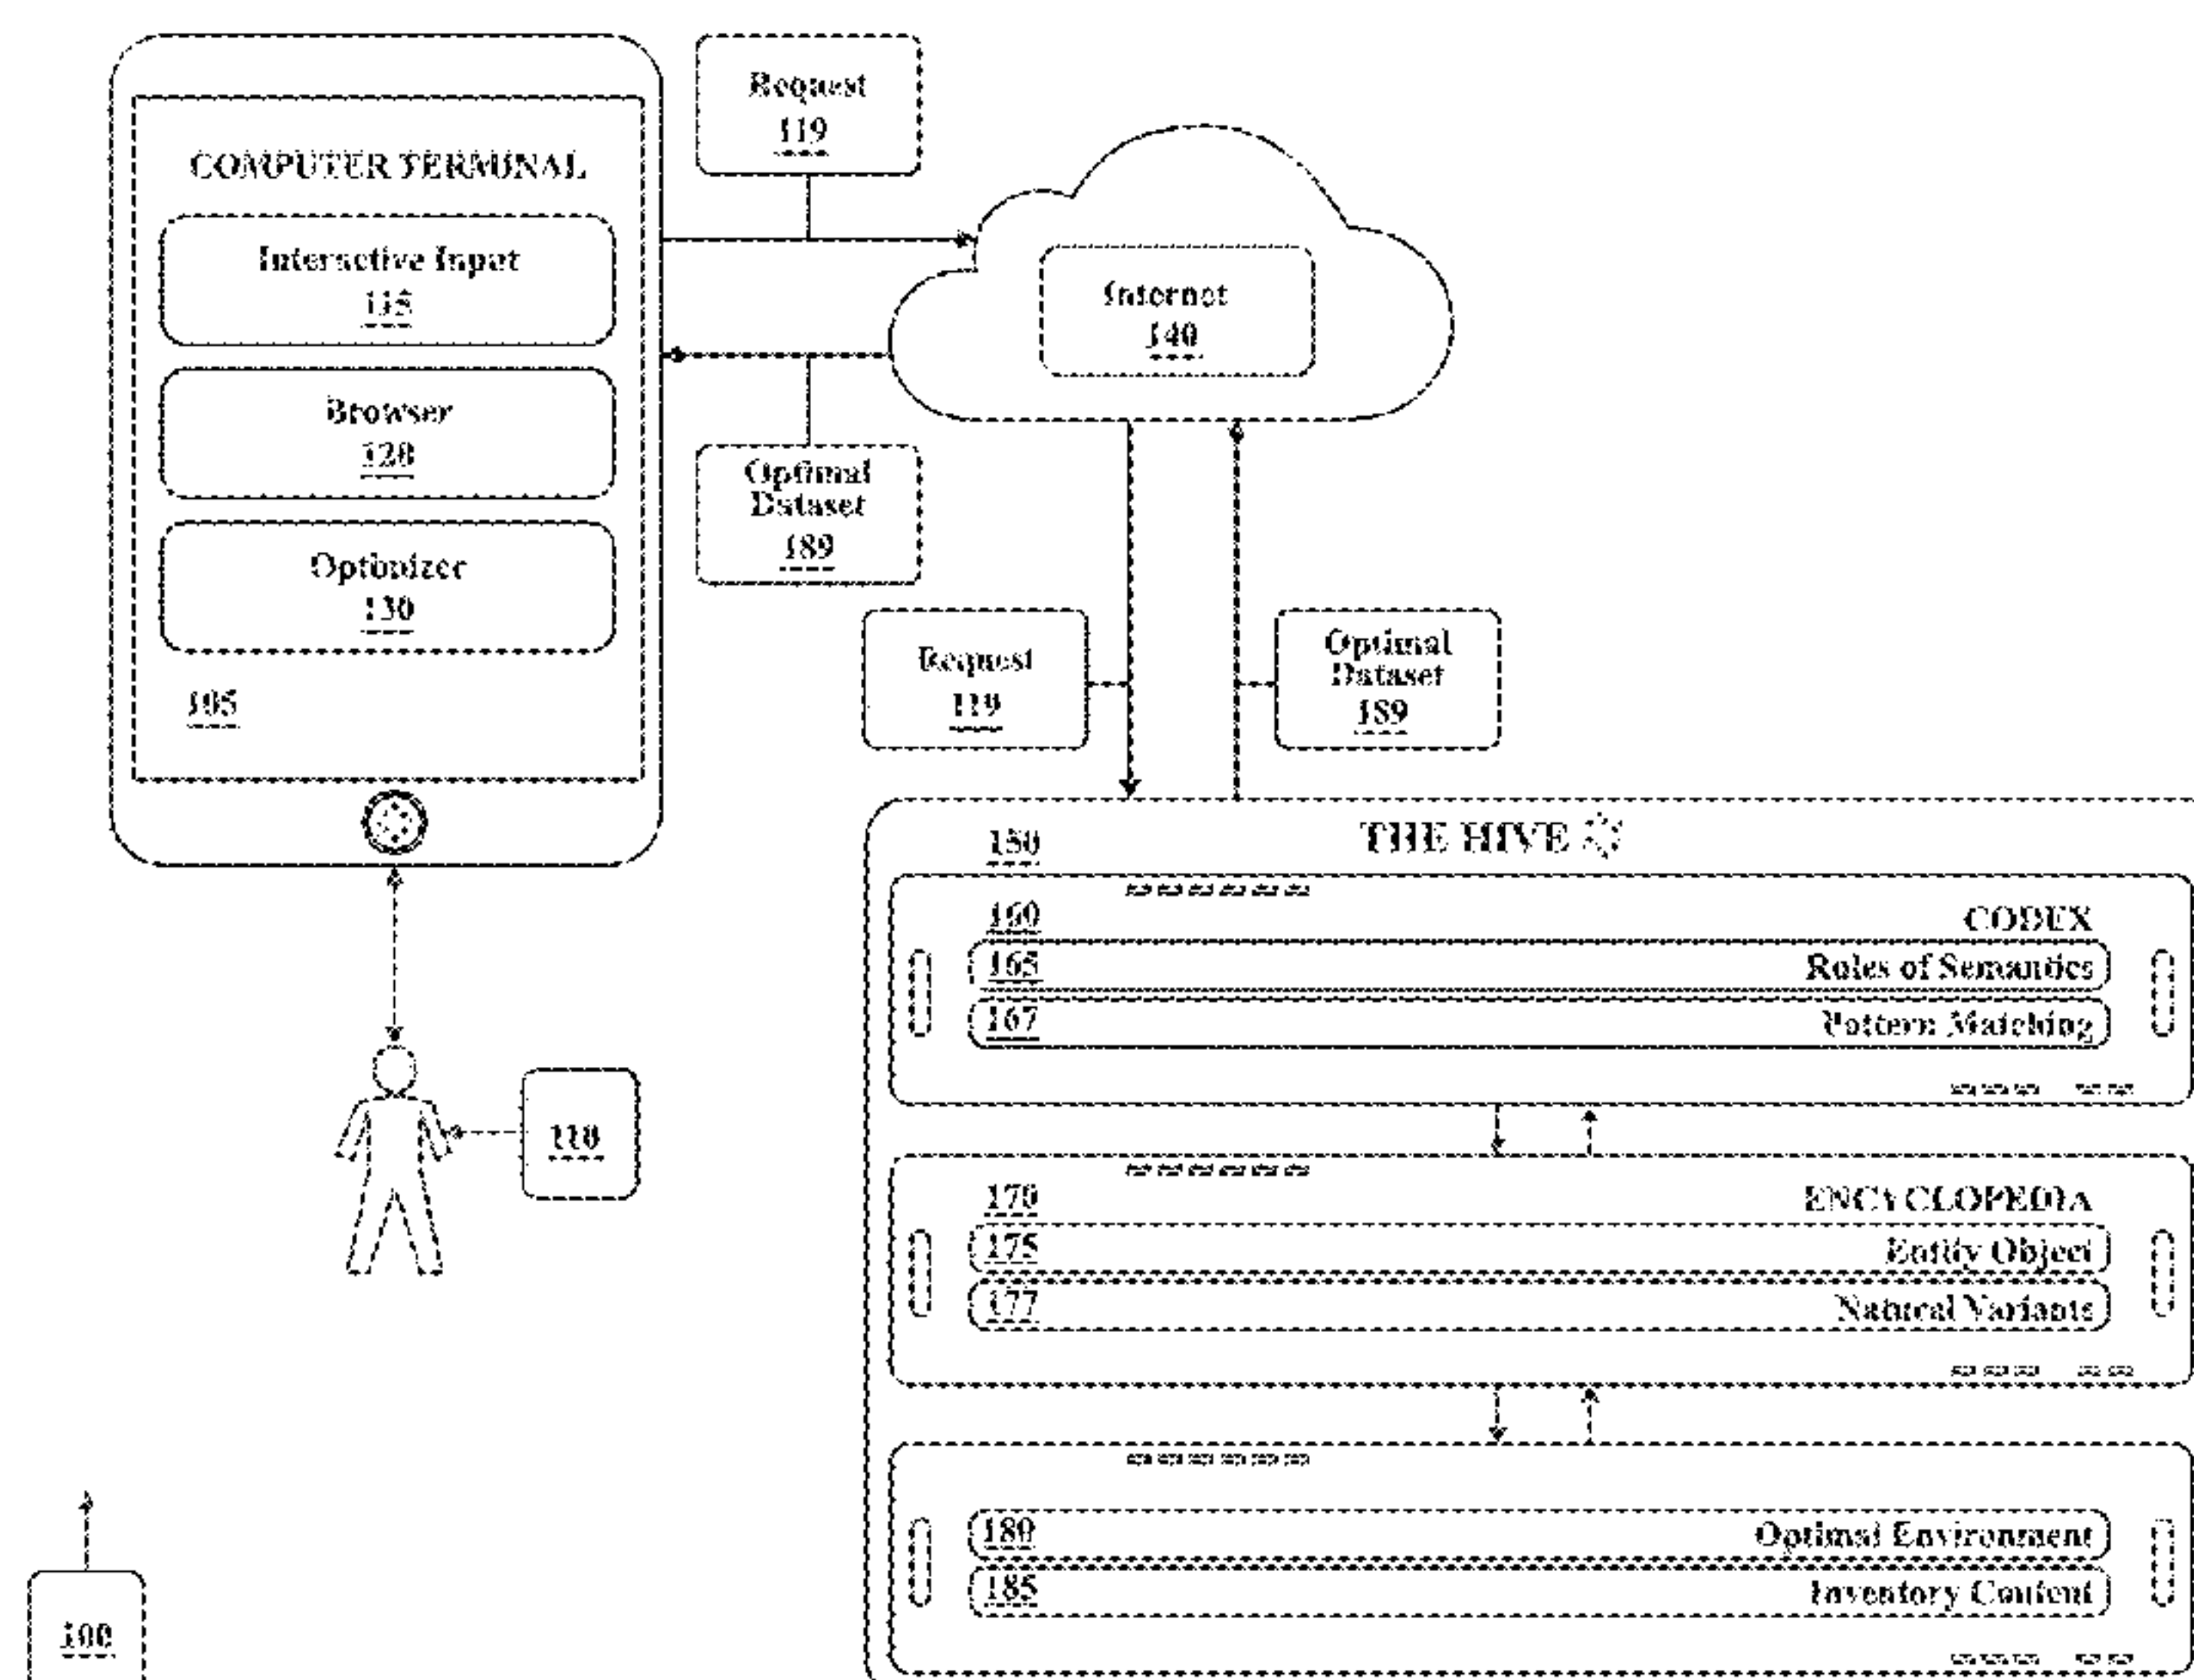 Request
119
COMPUTER TERMINAL
Interactive Input
115
Internet
140
Browser
120
Optimal
Dataset
189
Optimizer
130
105
Request
119
Optimal
Dataset
189
150
THE HIVE
160
CODEX
165
Rules of Semantics
167
Pattern Matching
110
170
ENCYCLOPEDIA
175
Entity Object
177
Natural Variants
180
Optimal Environment
185
Inventory Content
100